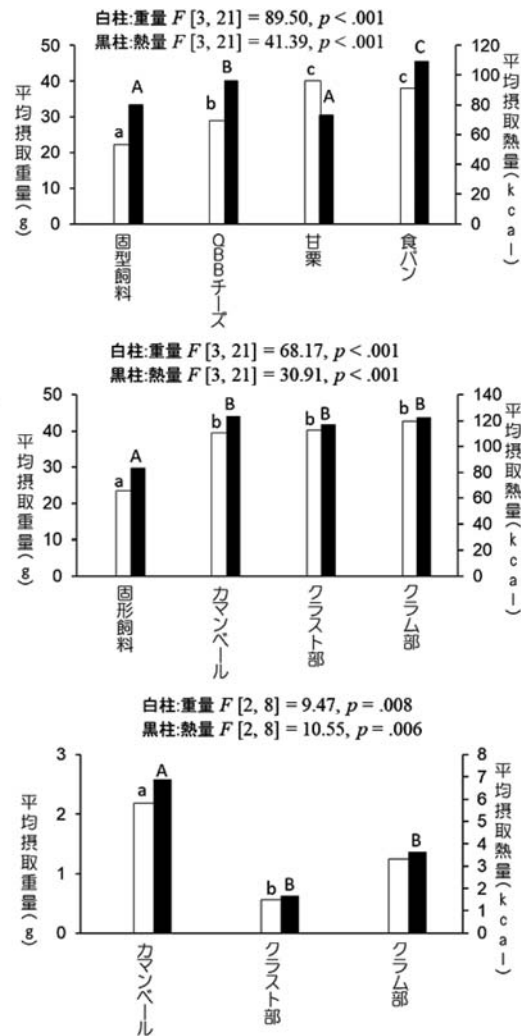 白柱:重量 F [3, 21] = 89.50, p < .001
黒柱:熱量 F [3, 21] = 41.39, p < .001
平均摂取重量(g)
50
40
30
20
10
0
a
A
b
B
c
A
c
C
120
100
80
60
40
20
0
平均摂取熱量(kcal)
固型飼料
QBBチーズ
甘栗
食パン
白柱:重量 F [3, 21] = 68.17, p < .001
黒柱:熱量 F [3, 21] = 30.91, p < .001
平均摂取重量(g)
50
40
30
20
10
0
a
A
b
B
b
B
b
B
140
120
100
80
60
40
20
0
平均摂取熱量(kcal)
固形飼料
カマンベール
クラスト部
クラム部
白柱:重量 F [2, 8] = 9.47, p = .008
黒柱:熱量 F [2, 8] = 10.55, p = .006
平均摂取重量(g)
3
2
1
0
a
A
b
B
B
8
7
6
5
4
3
2
1
0
平均摂取熱量(kcal)
カマンベール
クラスト部
クラム部